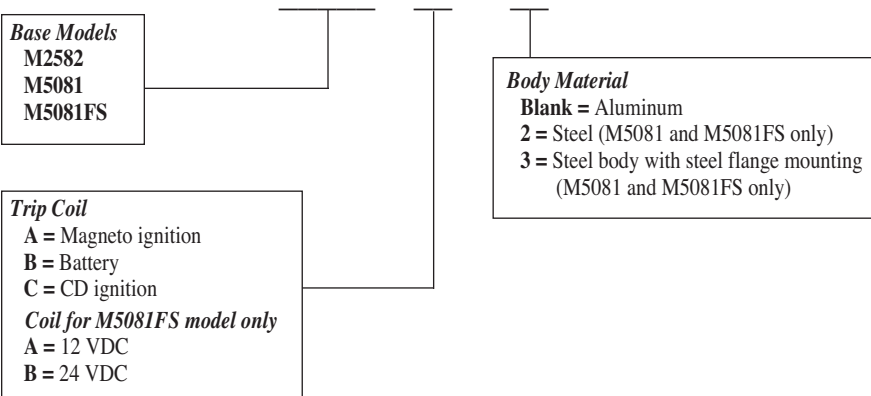 Base Models
M2582
M5081
M5081FS
Body Material
Blank = Aluminum
2 = Steel (M5081 and M5081FS only)
3 = Steel body with steel flange mounting
(M5081 and M5081FS only)
Trip Coil
A = Magneto ignition
B = Battery
C = CD ignition
Coil for M5081FS model only
A = 12 VDC
B = 24 VDC